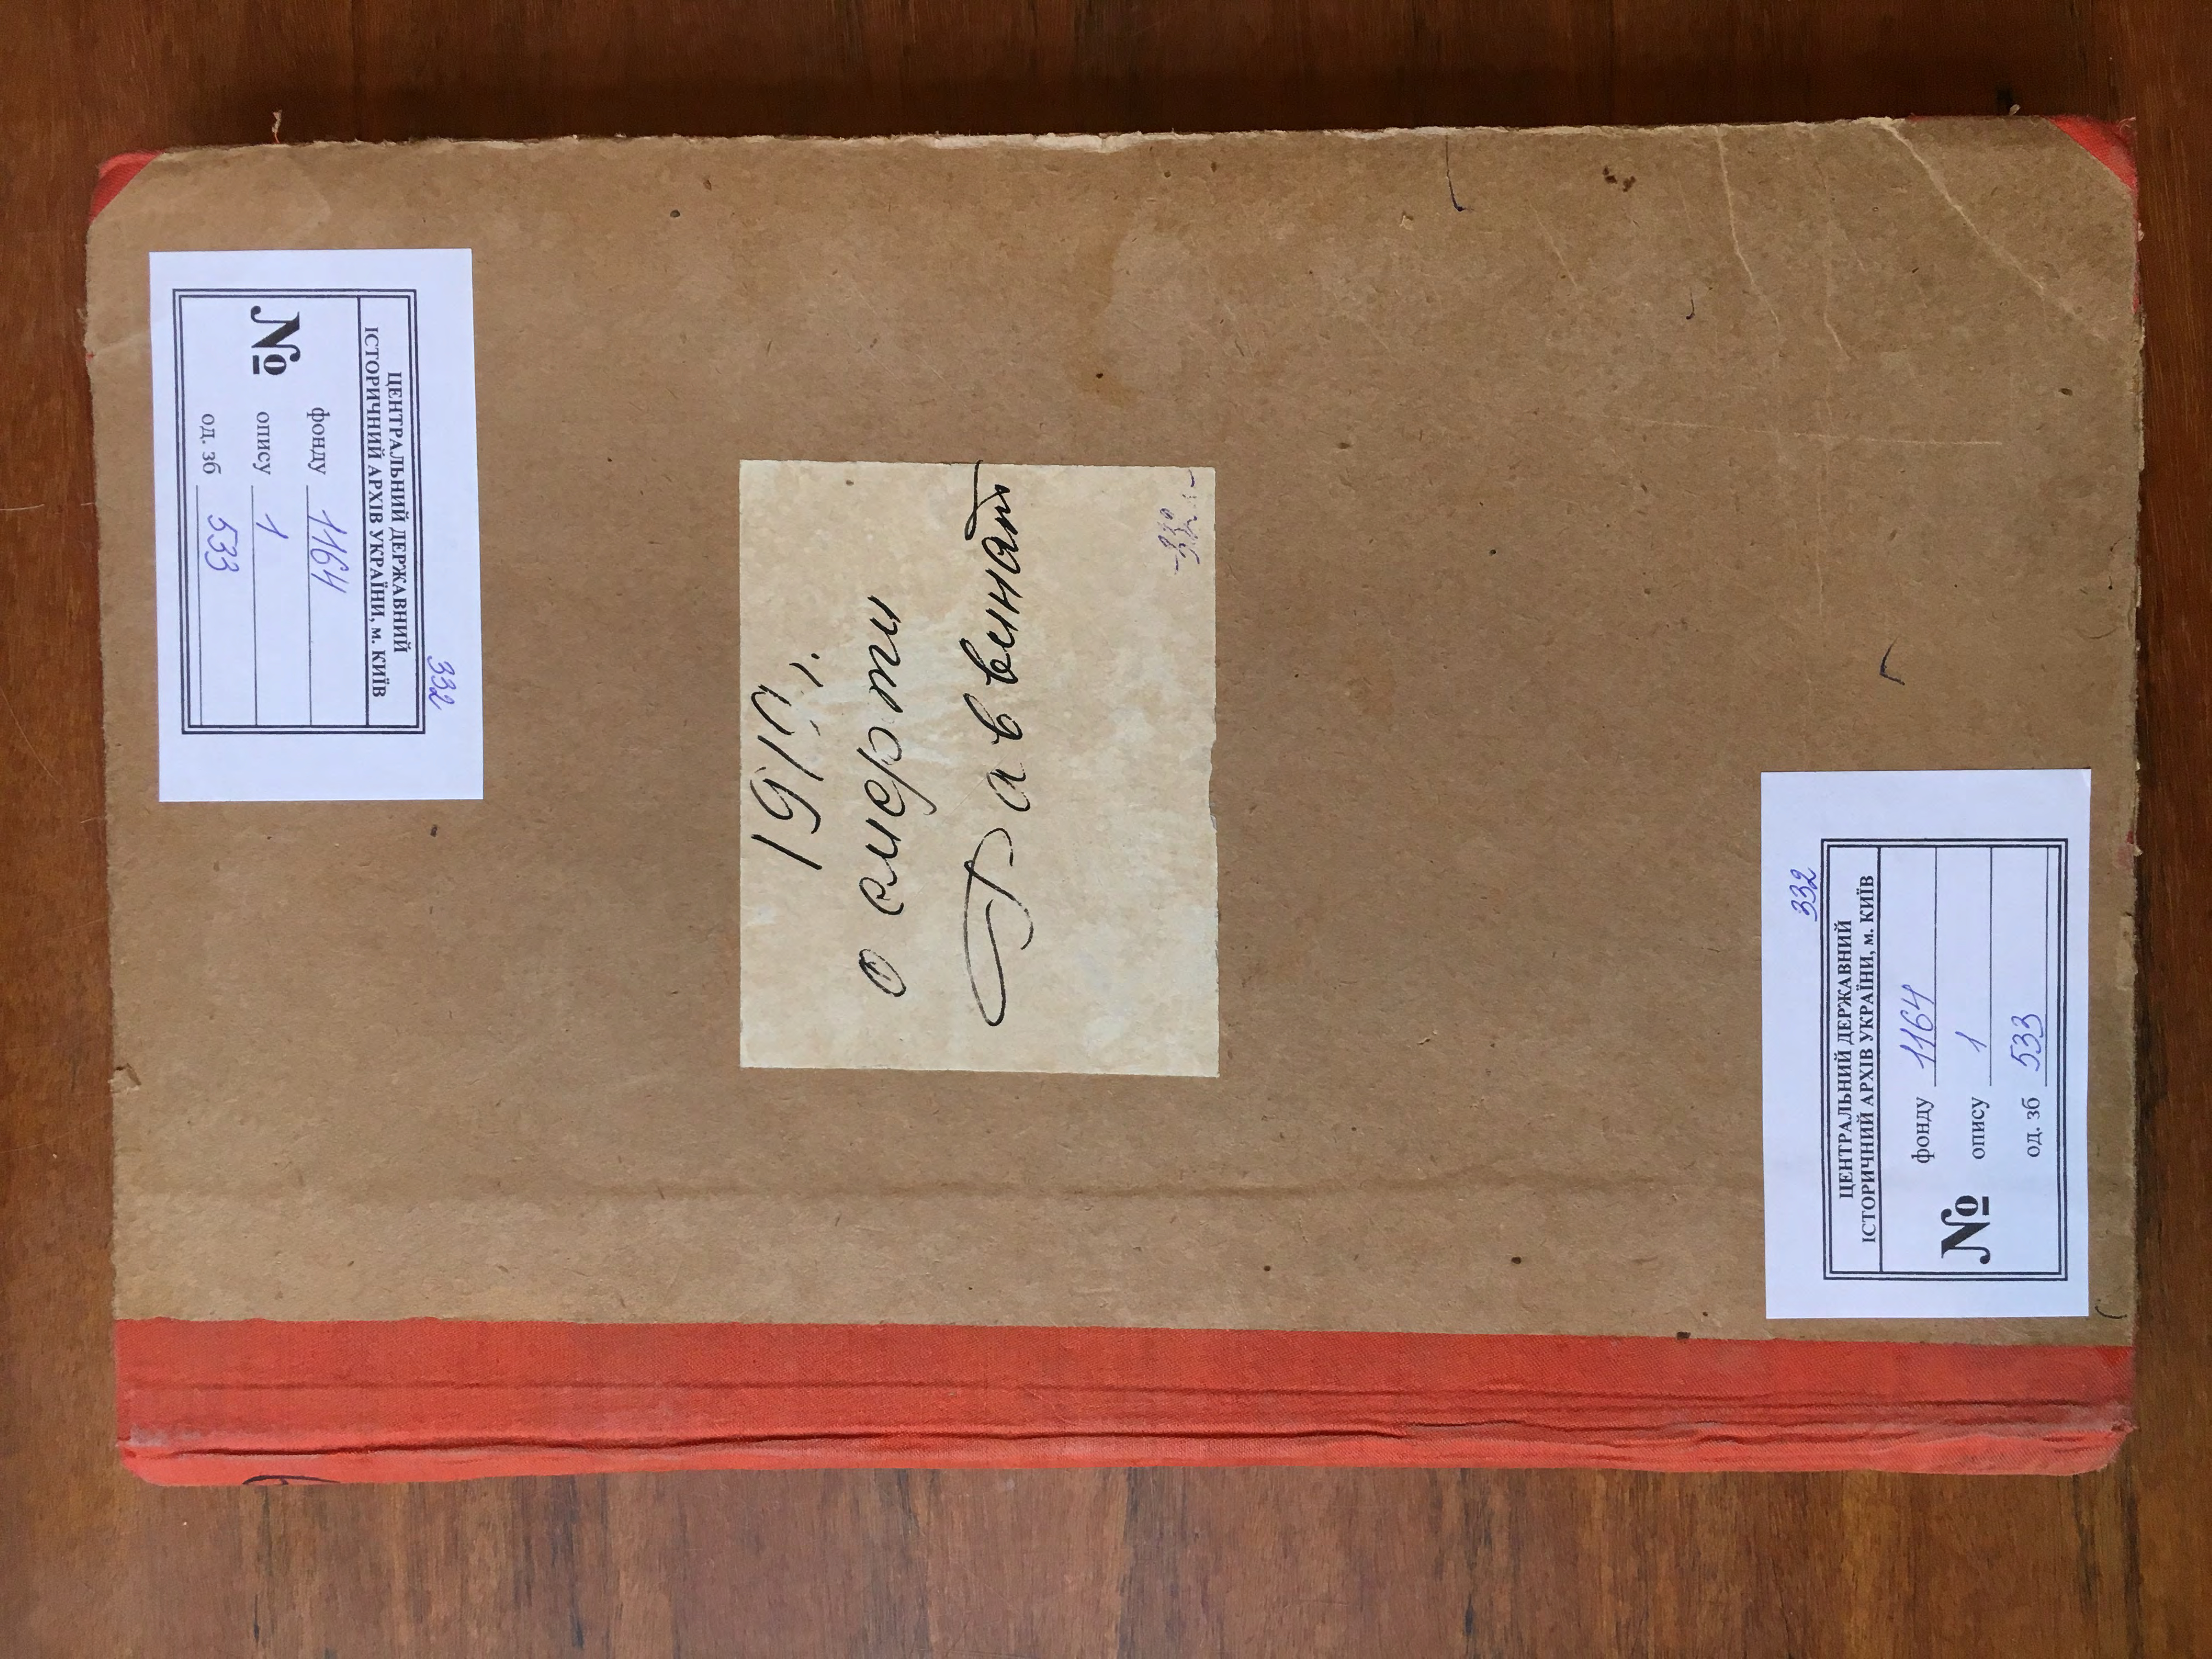 ЦЕНТРАЛЬНИЙ ДЕРЖАВНИЙ
ІСТОРИЧНИЙ АРХІВ УКРАЇНИ, м. КИЇВ
№
фонду 1164
опису 1
од. зб 533
332
о смерти
Раввинат
332
332
ЦЕНТРАЛЬНИЙ ДЕРЖАВНИЙ
ІСТОРИЧНИЙ АРХІВ УКРАЇНИ, м. КИЇВ
фонду 1164
№ опису 1
од. зб 533